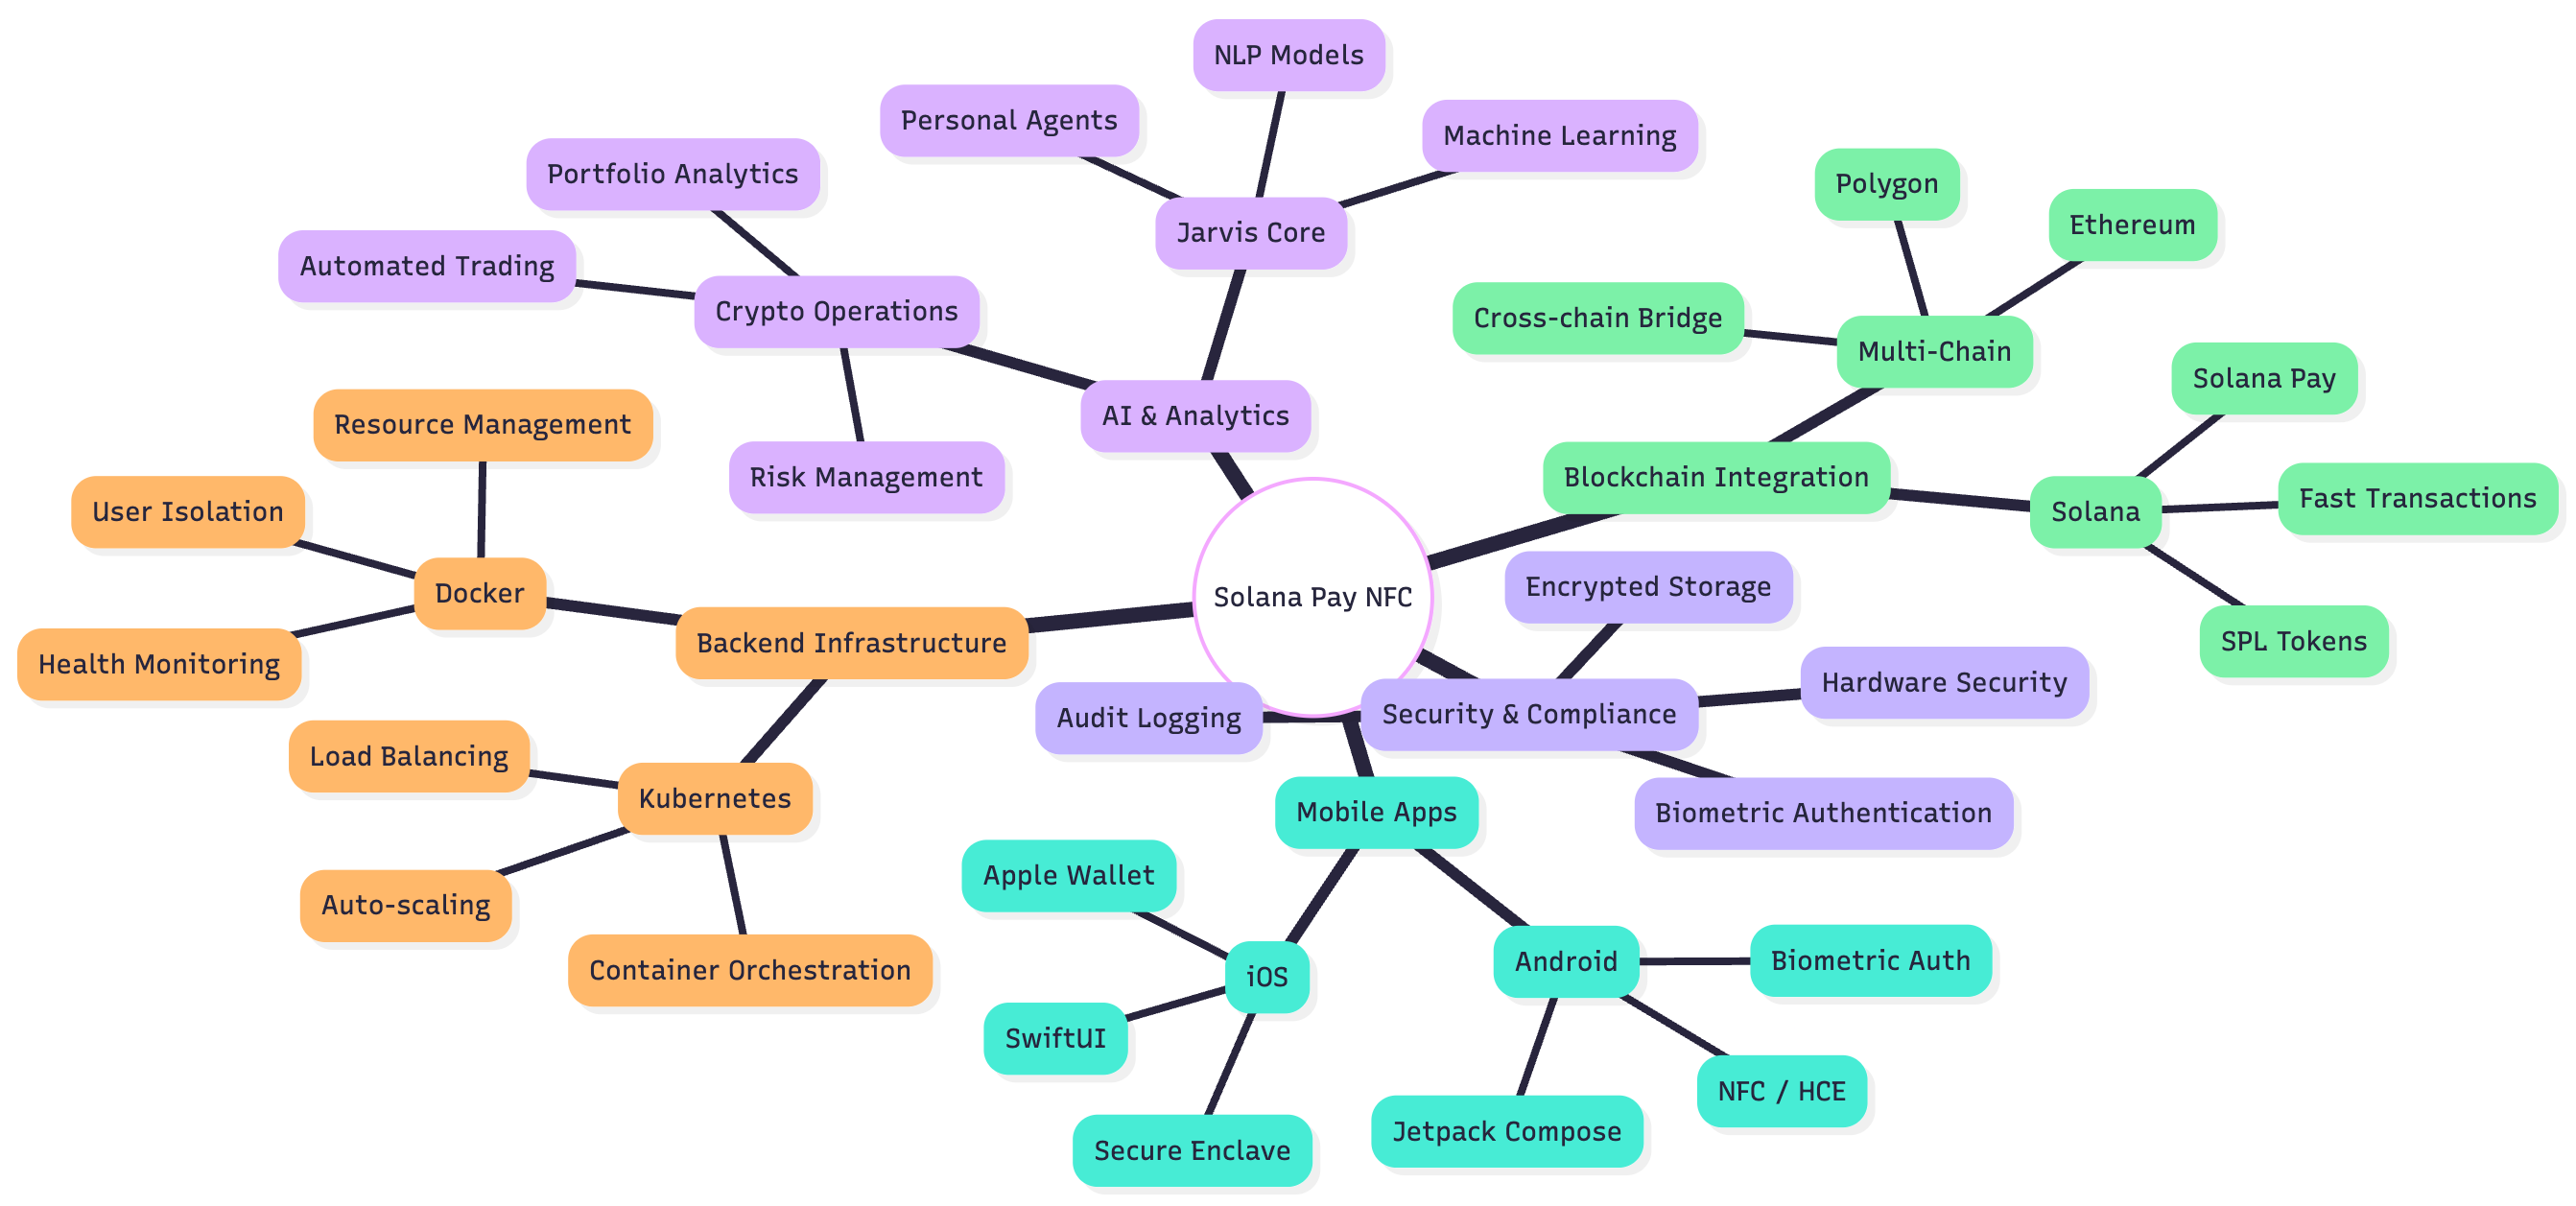 NLP Models
Personal Agents
Machine Learning
Portfolio Analytics
Polygon
Ethereum
Jarvis Core
Automated Trading
Crypto Operations
Cross-chain Bridge
Multi-Chain
Solana Pay
AI & Analytics
Resource Management
Risk Management
Blockchain Integration
Fast Transactions
User Isolation
Solana
Docker
Solana Pay NFC
Encrypted Storage
Backend Infrastructure
SPL Tokens
Health Monitoring
Hardware Security
Audit Logging
Security & Compliance
Load Balancing
Kubernetes
Mobile Apps
Biometric Authentication
Apple Wallet
Auto-scaling
Container Orchestration
iOS
Android
Biometric Auth
SwiftUI
NFC / HCE
Jetpack Compose
Secure Enclave